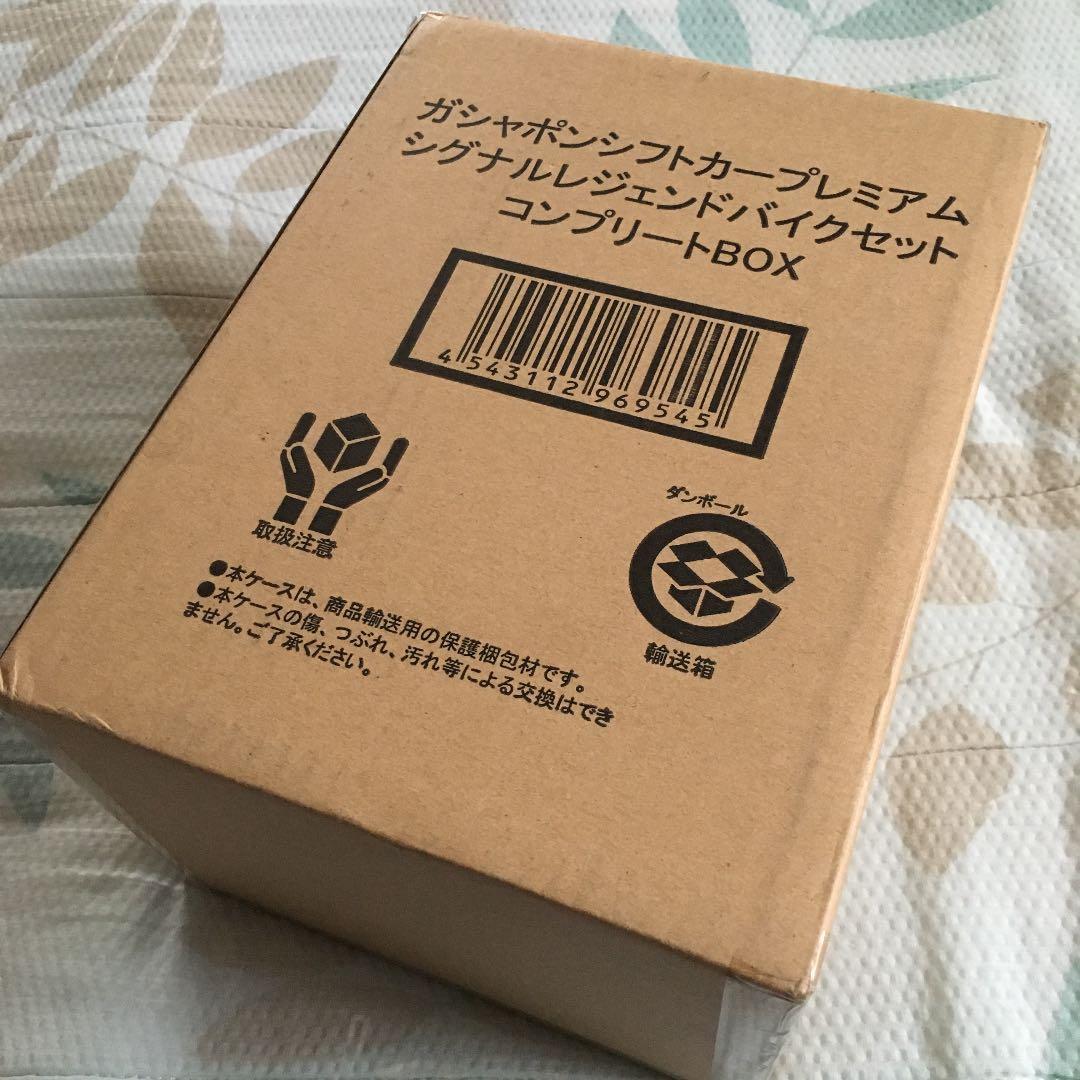 ガシャポンシフトカープレミアム
シグナルレジェンドバイクセット
コンプリートBOX
4 543112 969545
取扱注意
ダンボール
輸送箱
●本ケースは、商品輸送用の保護梱包材です。
●本ケースの傷、つぶれ、汚れ等による交換はでき
ません。ご了承ください。